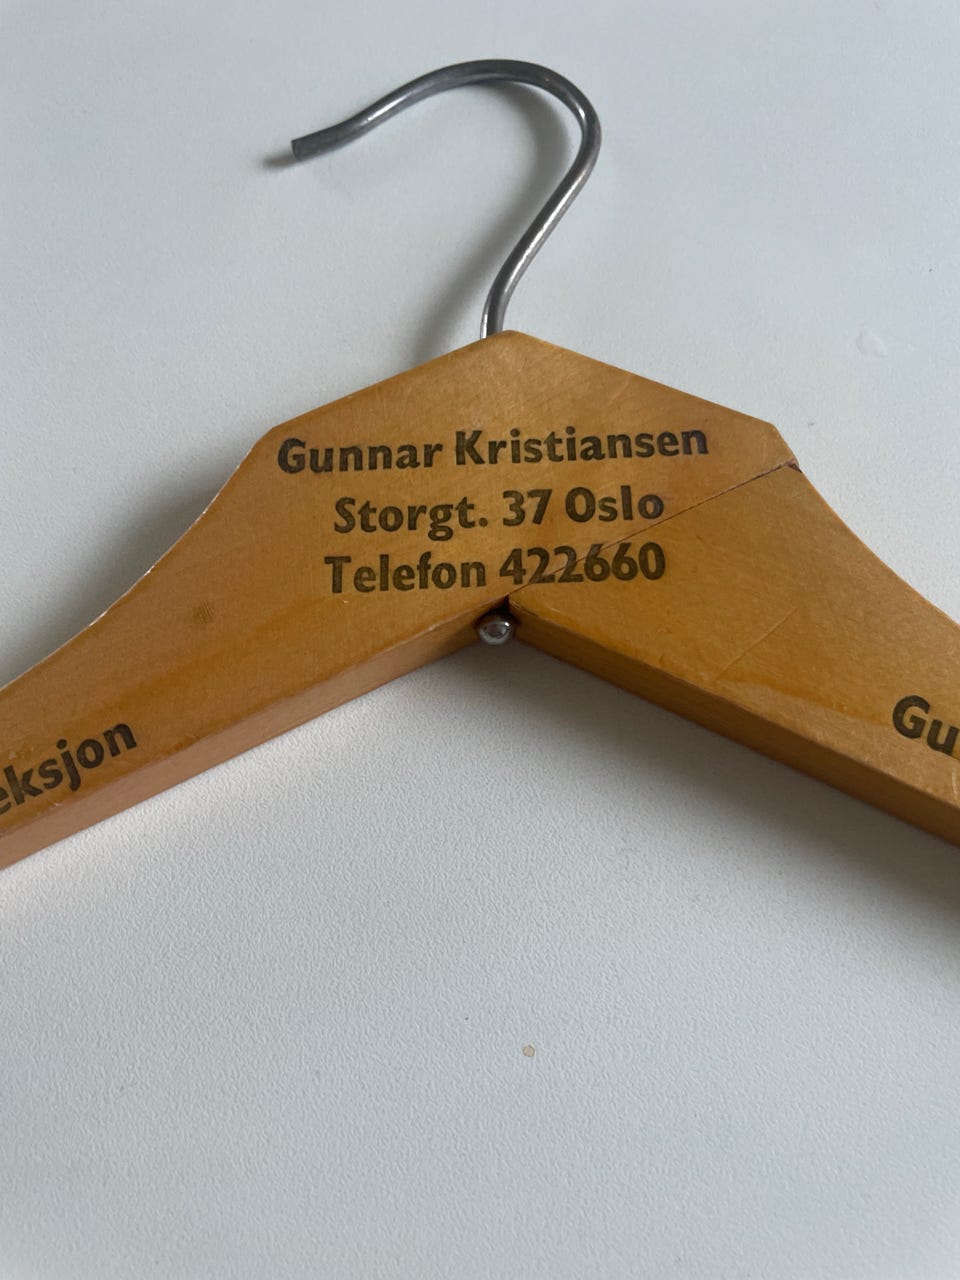 Gunnar Kristiansen
Storgt. 37 Oslo
Telefon 422660
eksjon
Gu